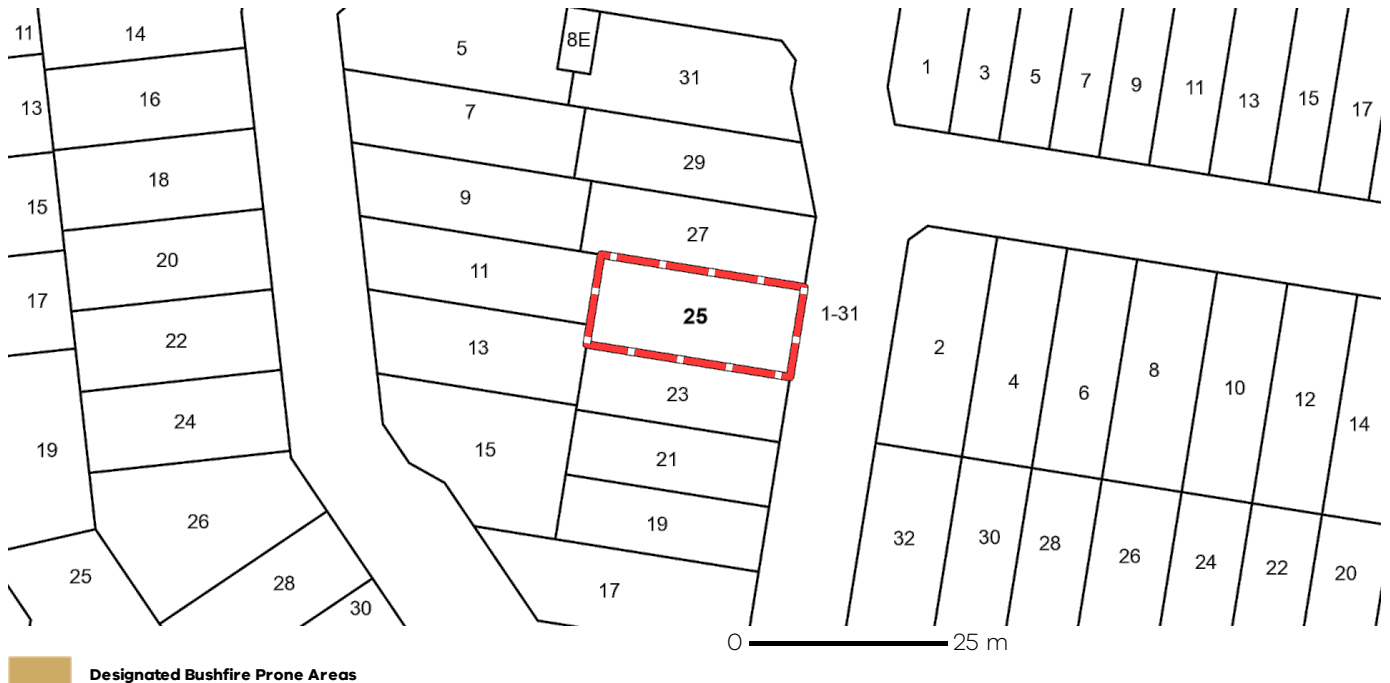 11 14 5 8E 31 1 3 5 7 9 11 13 15 17
13 16 7 29
15 18 9 27
17 20 11 25 1-31 2 4 6 8 10 12 14
22 13 23
19 24 15 21
26 19 32 30 28 26 24 22 20
25 28 17
30
0 25 m
Designated Bushfire Prone Areas